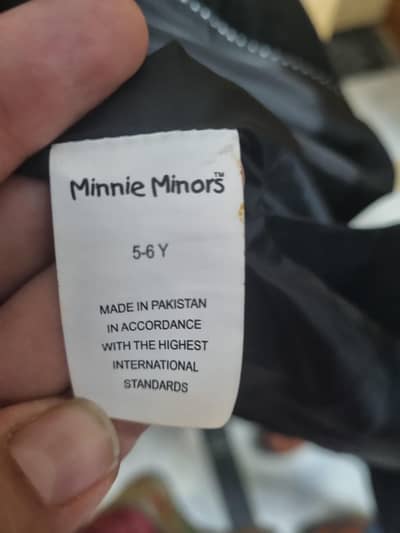 Minnie Minors™
5-6 Y
MADE IN PAKISTAN
IN ACCORDANCE
WITH THE HIGHEST
INTERNATIONAL
STANDARDS